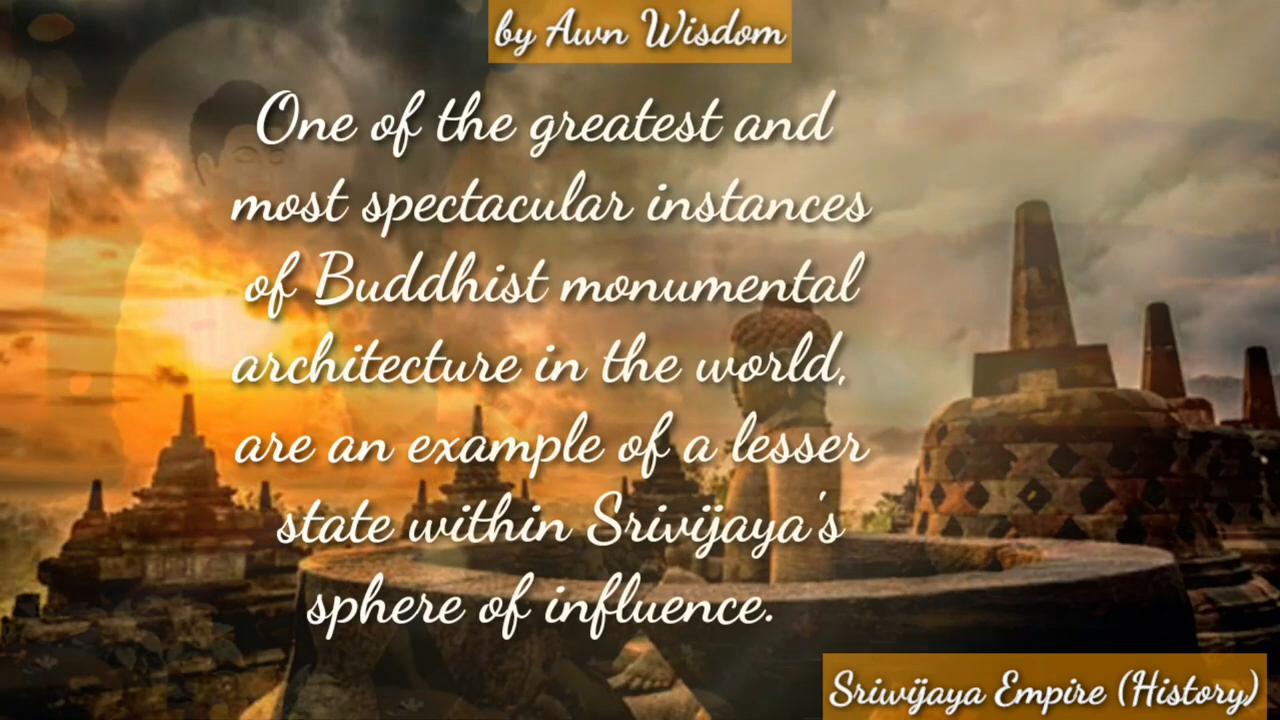 by Awn Wisdom
One of the greatest and
most spectacular instances
of Buddhist monumental
architecture in the world,
are an example of a lesser
state within Srivijaya's
sphere of influence.
Sriwijaya Empire (History)